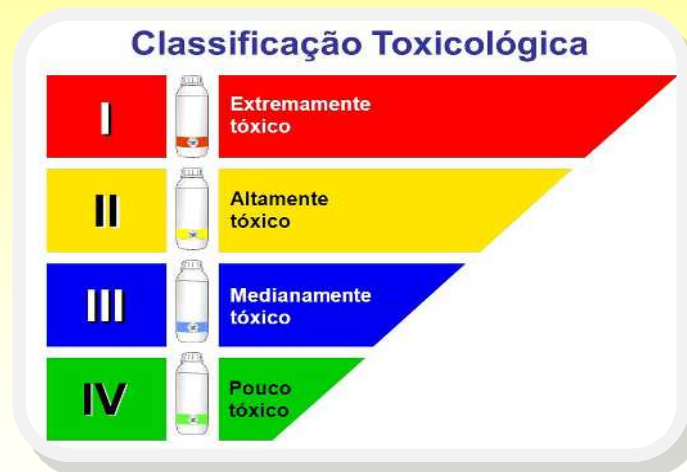 Classificação Toxicológica
I
Extremamente
tóxico
II
Altamente
tóxico
III
Medianamente
tóxico
IV
Pouco
tóxico